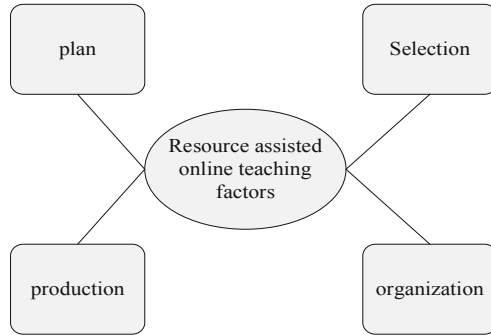 plan
Selection
Resource assisted
online teaching
factors
production
organization